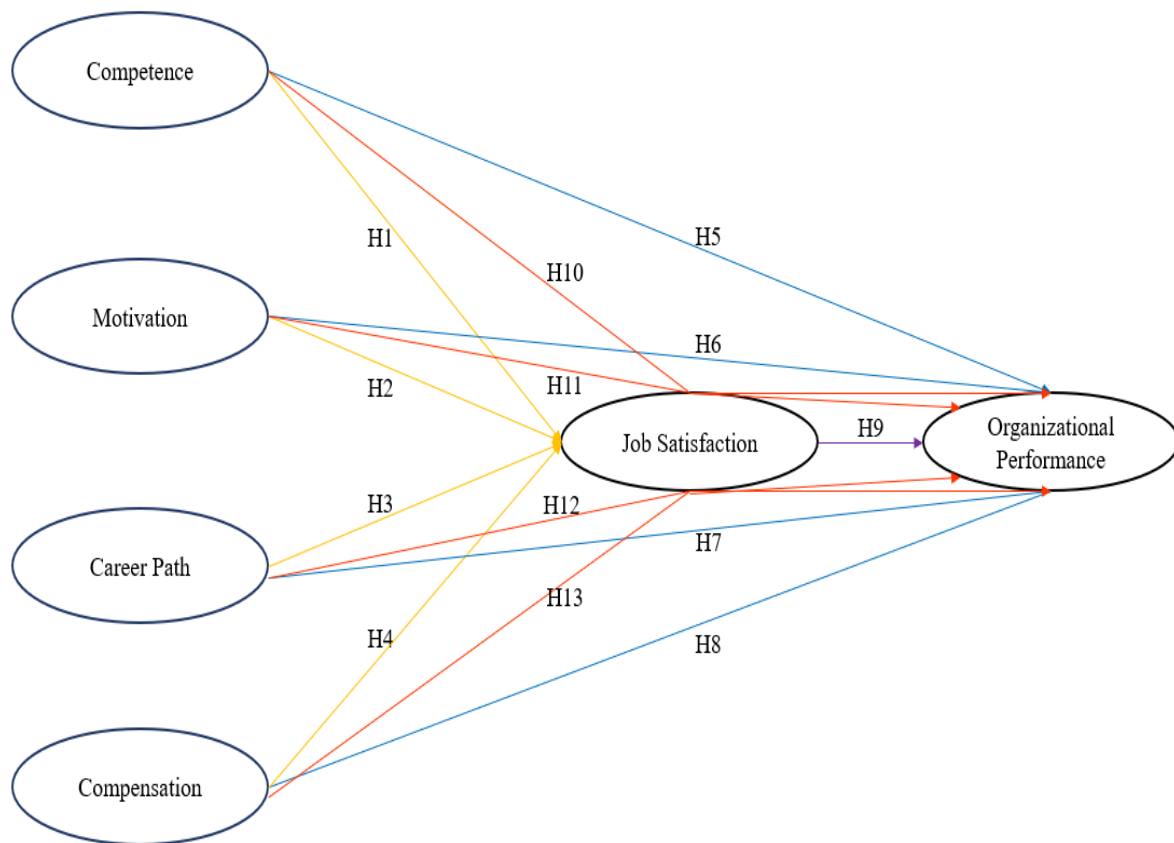 Competence
H1
H5
H10
Motivation
H6
H2
H11
Job Satisfaction
H9
Organizational
Performance
H3
H12
H7
Career Path
H13
H4
H8
Compensation